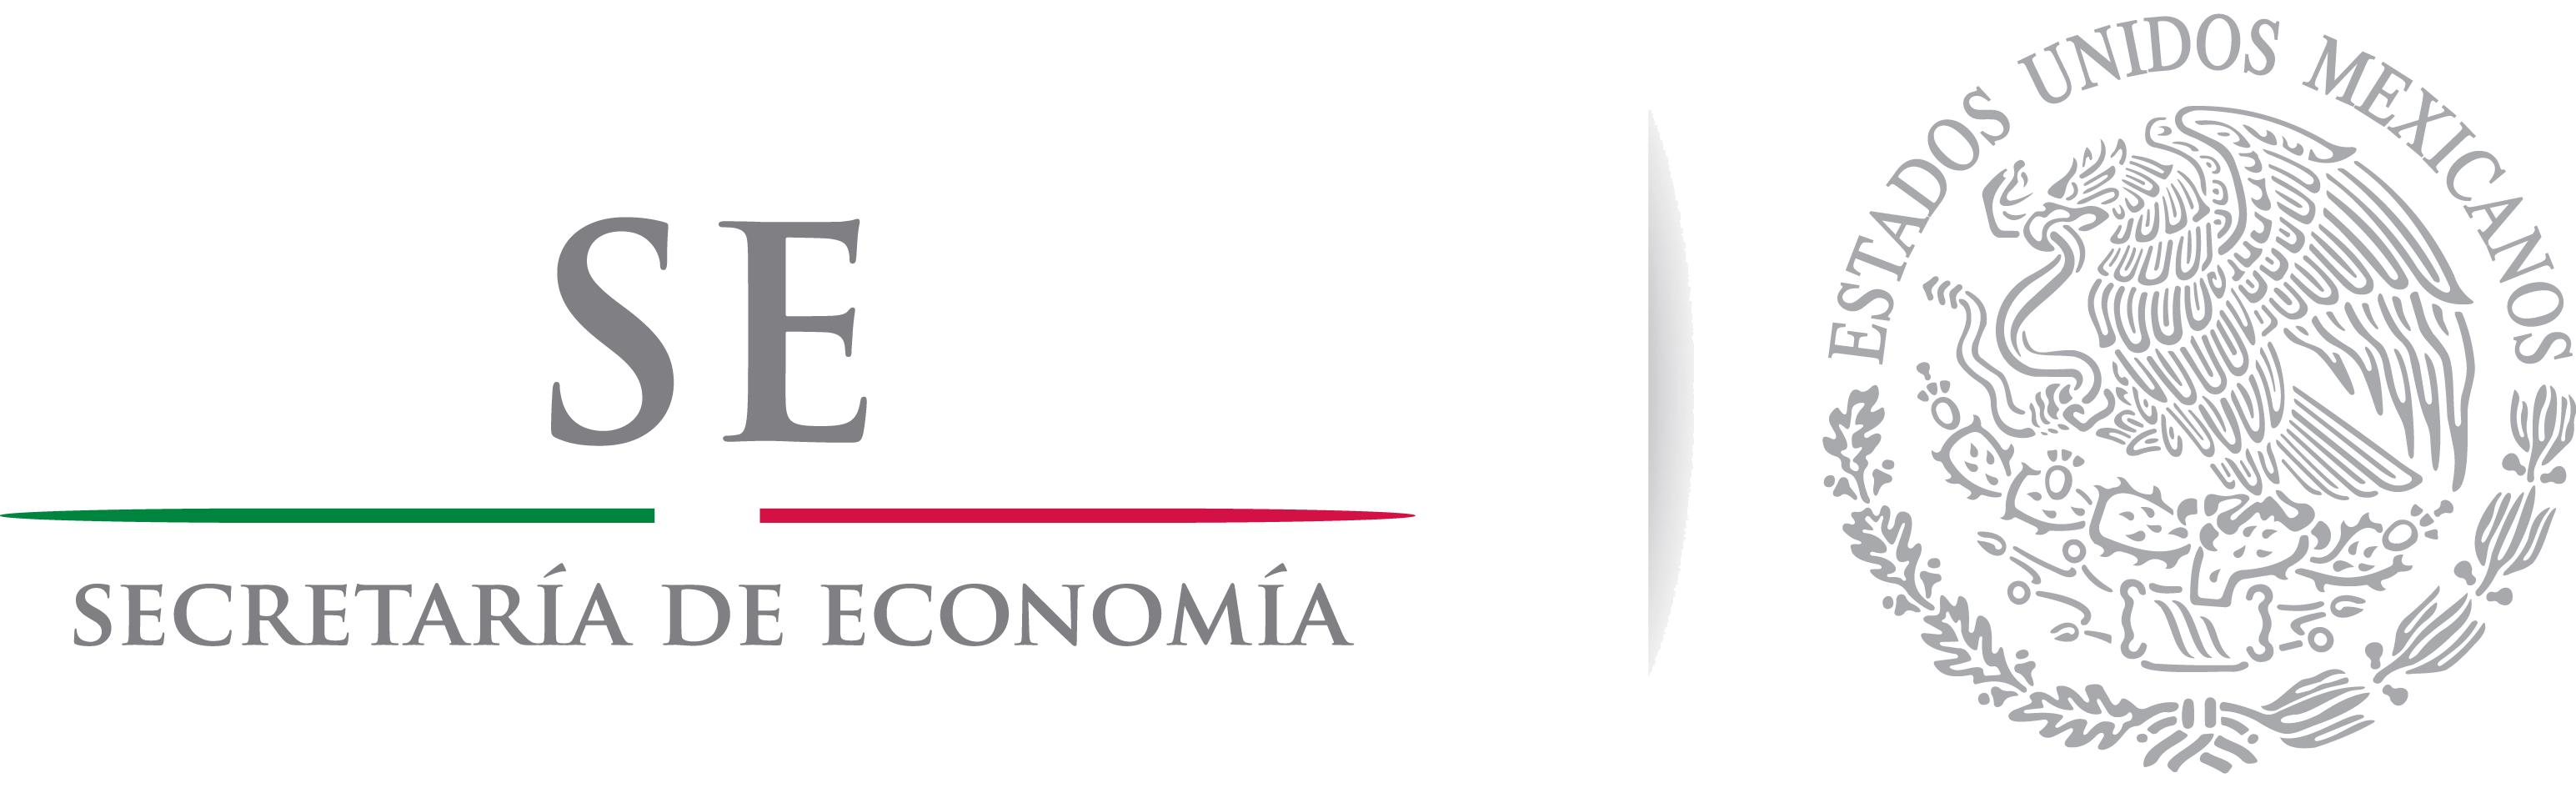 SE
SECRETARÍA DE ECONOMÍA
ESTADOS UNIDOS MEXICANOS